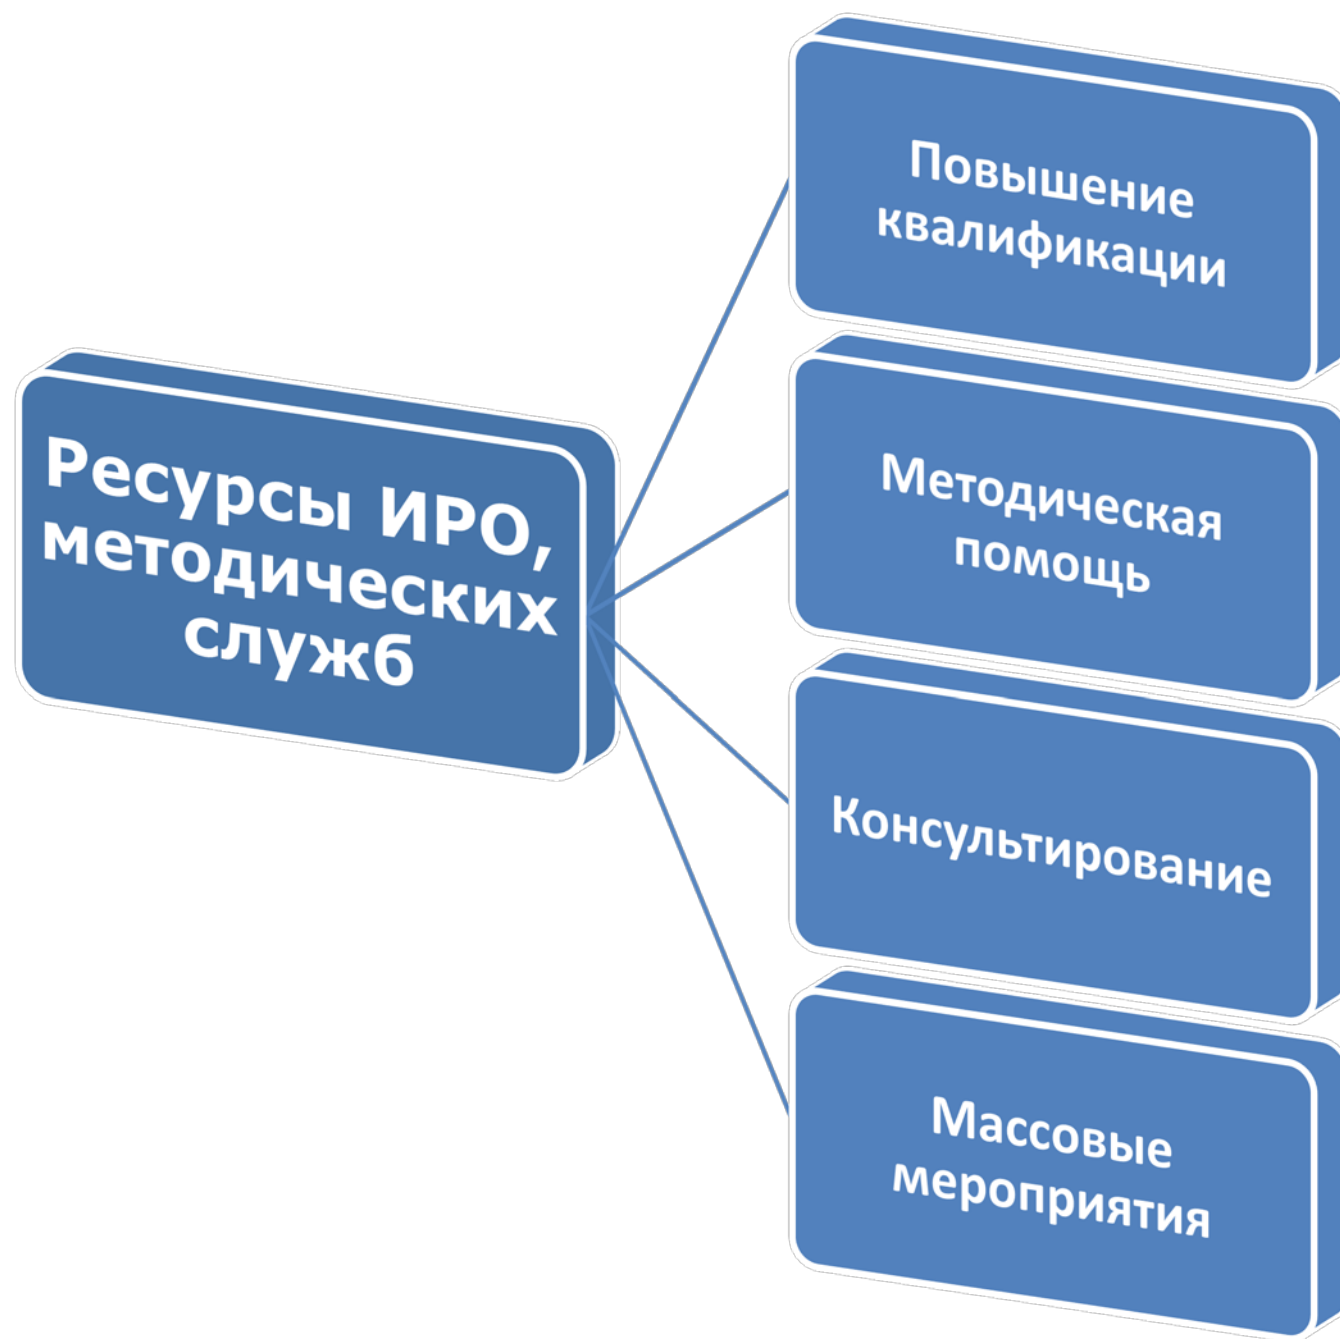 Ресурсы ИРО,
методических
служб
Повышение
квалификации
Методическая
помощь
Консультирование
Массовые
мероприятия